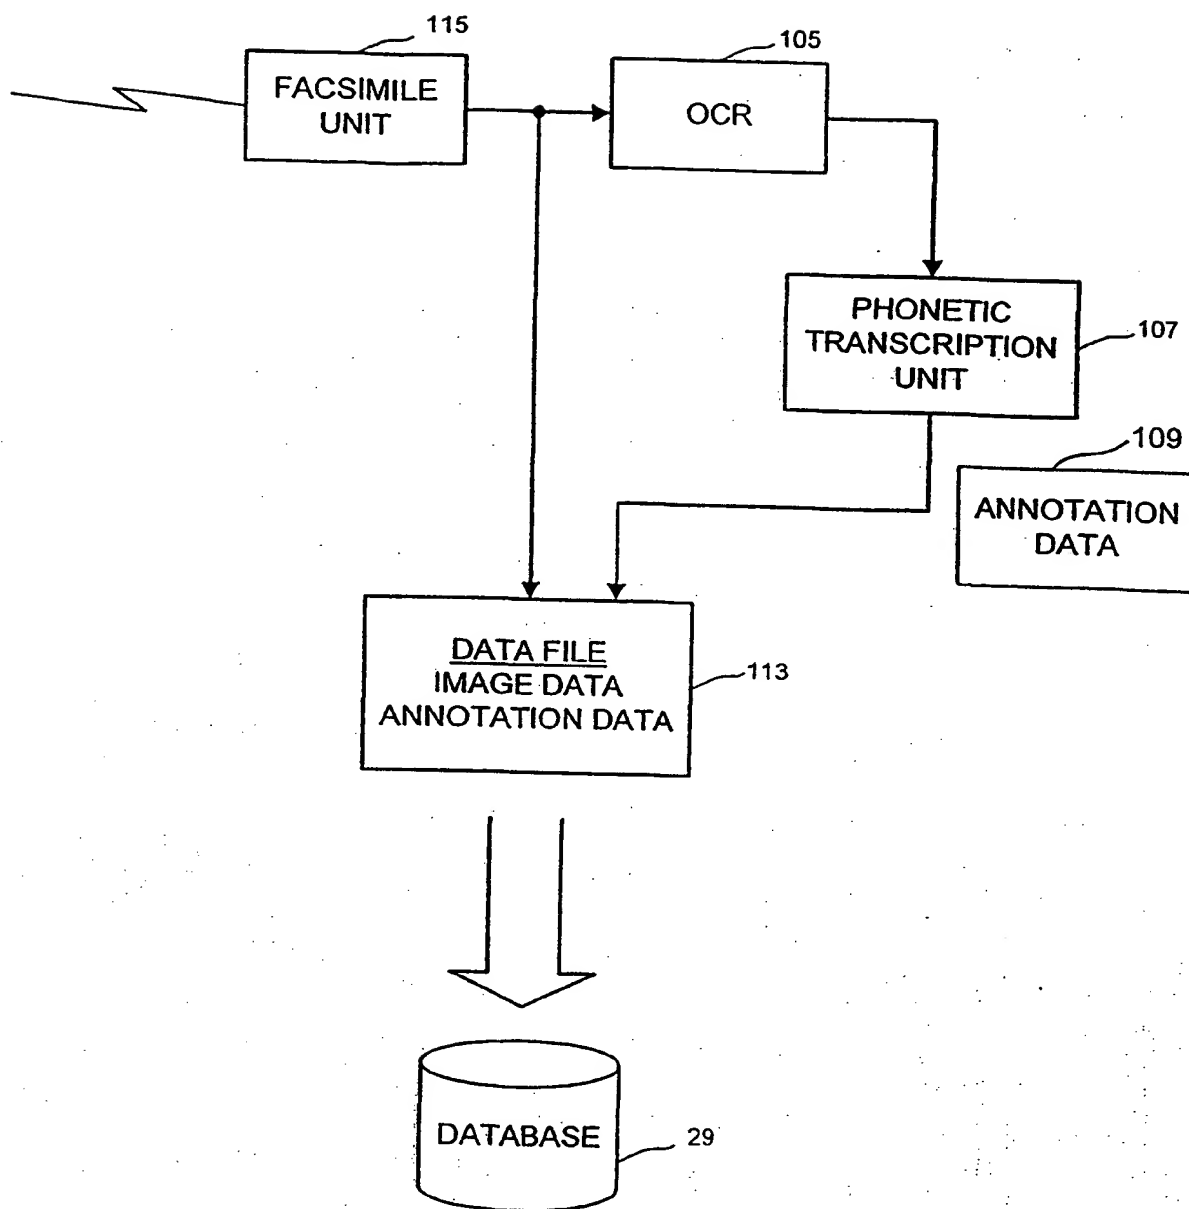 115
FACSIMILE
UNIT
105
OCR
PHONETIC
TRANSCRIPTION
UNIT
107
109
ANNOTATION
DATA
DATA FILE
IMAGE DATA
ANNOTATION DATA
113
DATABASE
29